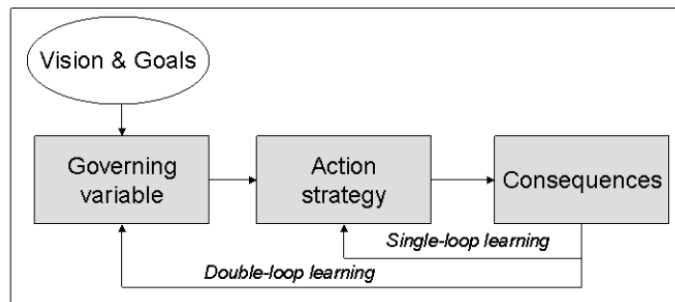 Vision & Goals
Governing
variable
Action
strategy
Consequences
Single-loop learning
Double-loop learning